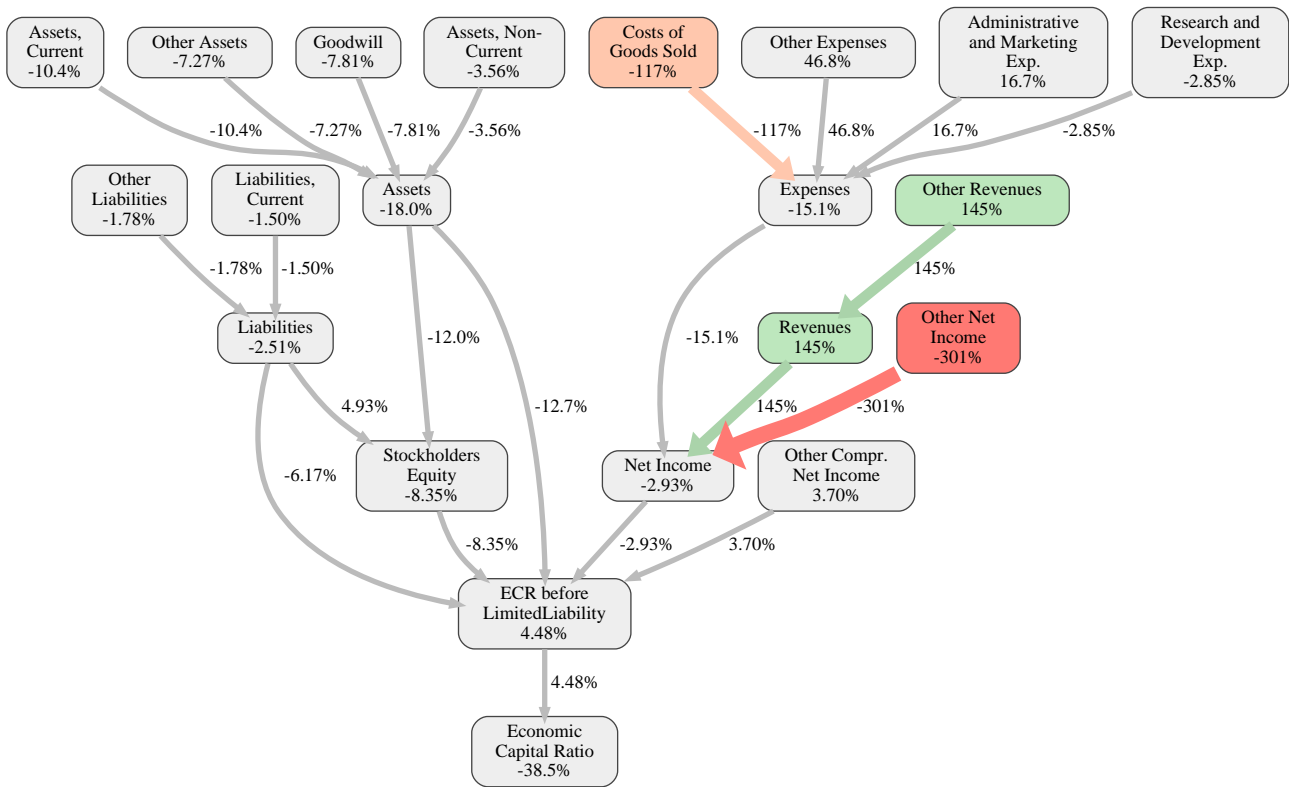 Assets,
Current
-10.4%
Other Assets
-7.27%
Goodwill
-7.81%
Assets, Non-
Current
-3.56%
Costs of
Goods Sold
-117%
Other Expenses
46.8%
Administrative
and Marketing
Exp.
16.7%
Research and
Development
Exp.
-2.85%
-10.4%
-7.27%
-7.81%
-3.56%
-117%
46.8%
16.7%
-2.85%
Other
Liabilities
-1.78%
Liabilities,
Current
-1.50%
Assets
-18.0%
Expenses
-15.1%
Other Revenues
145%
-1.78%
-1.50%
145%
Liabilities
-2.51%
-12.0%
-15.1%
Revenues
145%
Other Net
Income
-301%
4.93%
-12.7%
145%
-301%
-6.17%
Stockholders
Equity
-8.35%
Net Income
-2.93%
Other Compr.
Net Income
3.70%
-8.35%
-2.93%
3.70%
ECR before
LimitedLiability
4.48%
4.48%
Economic
Capital Ratio
-38.5%